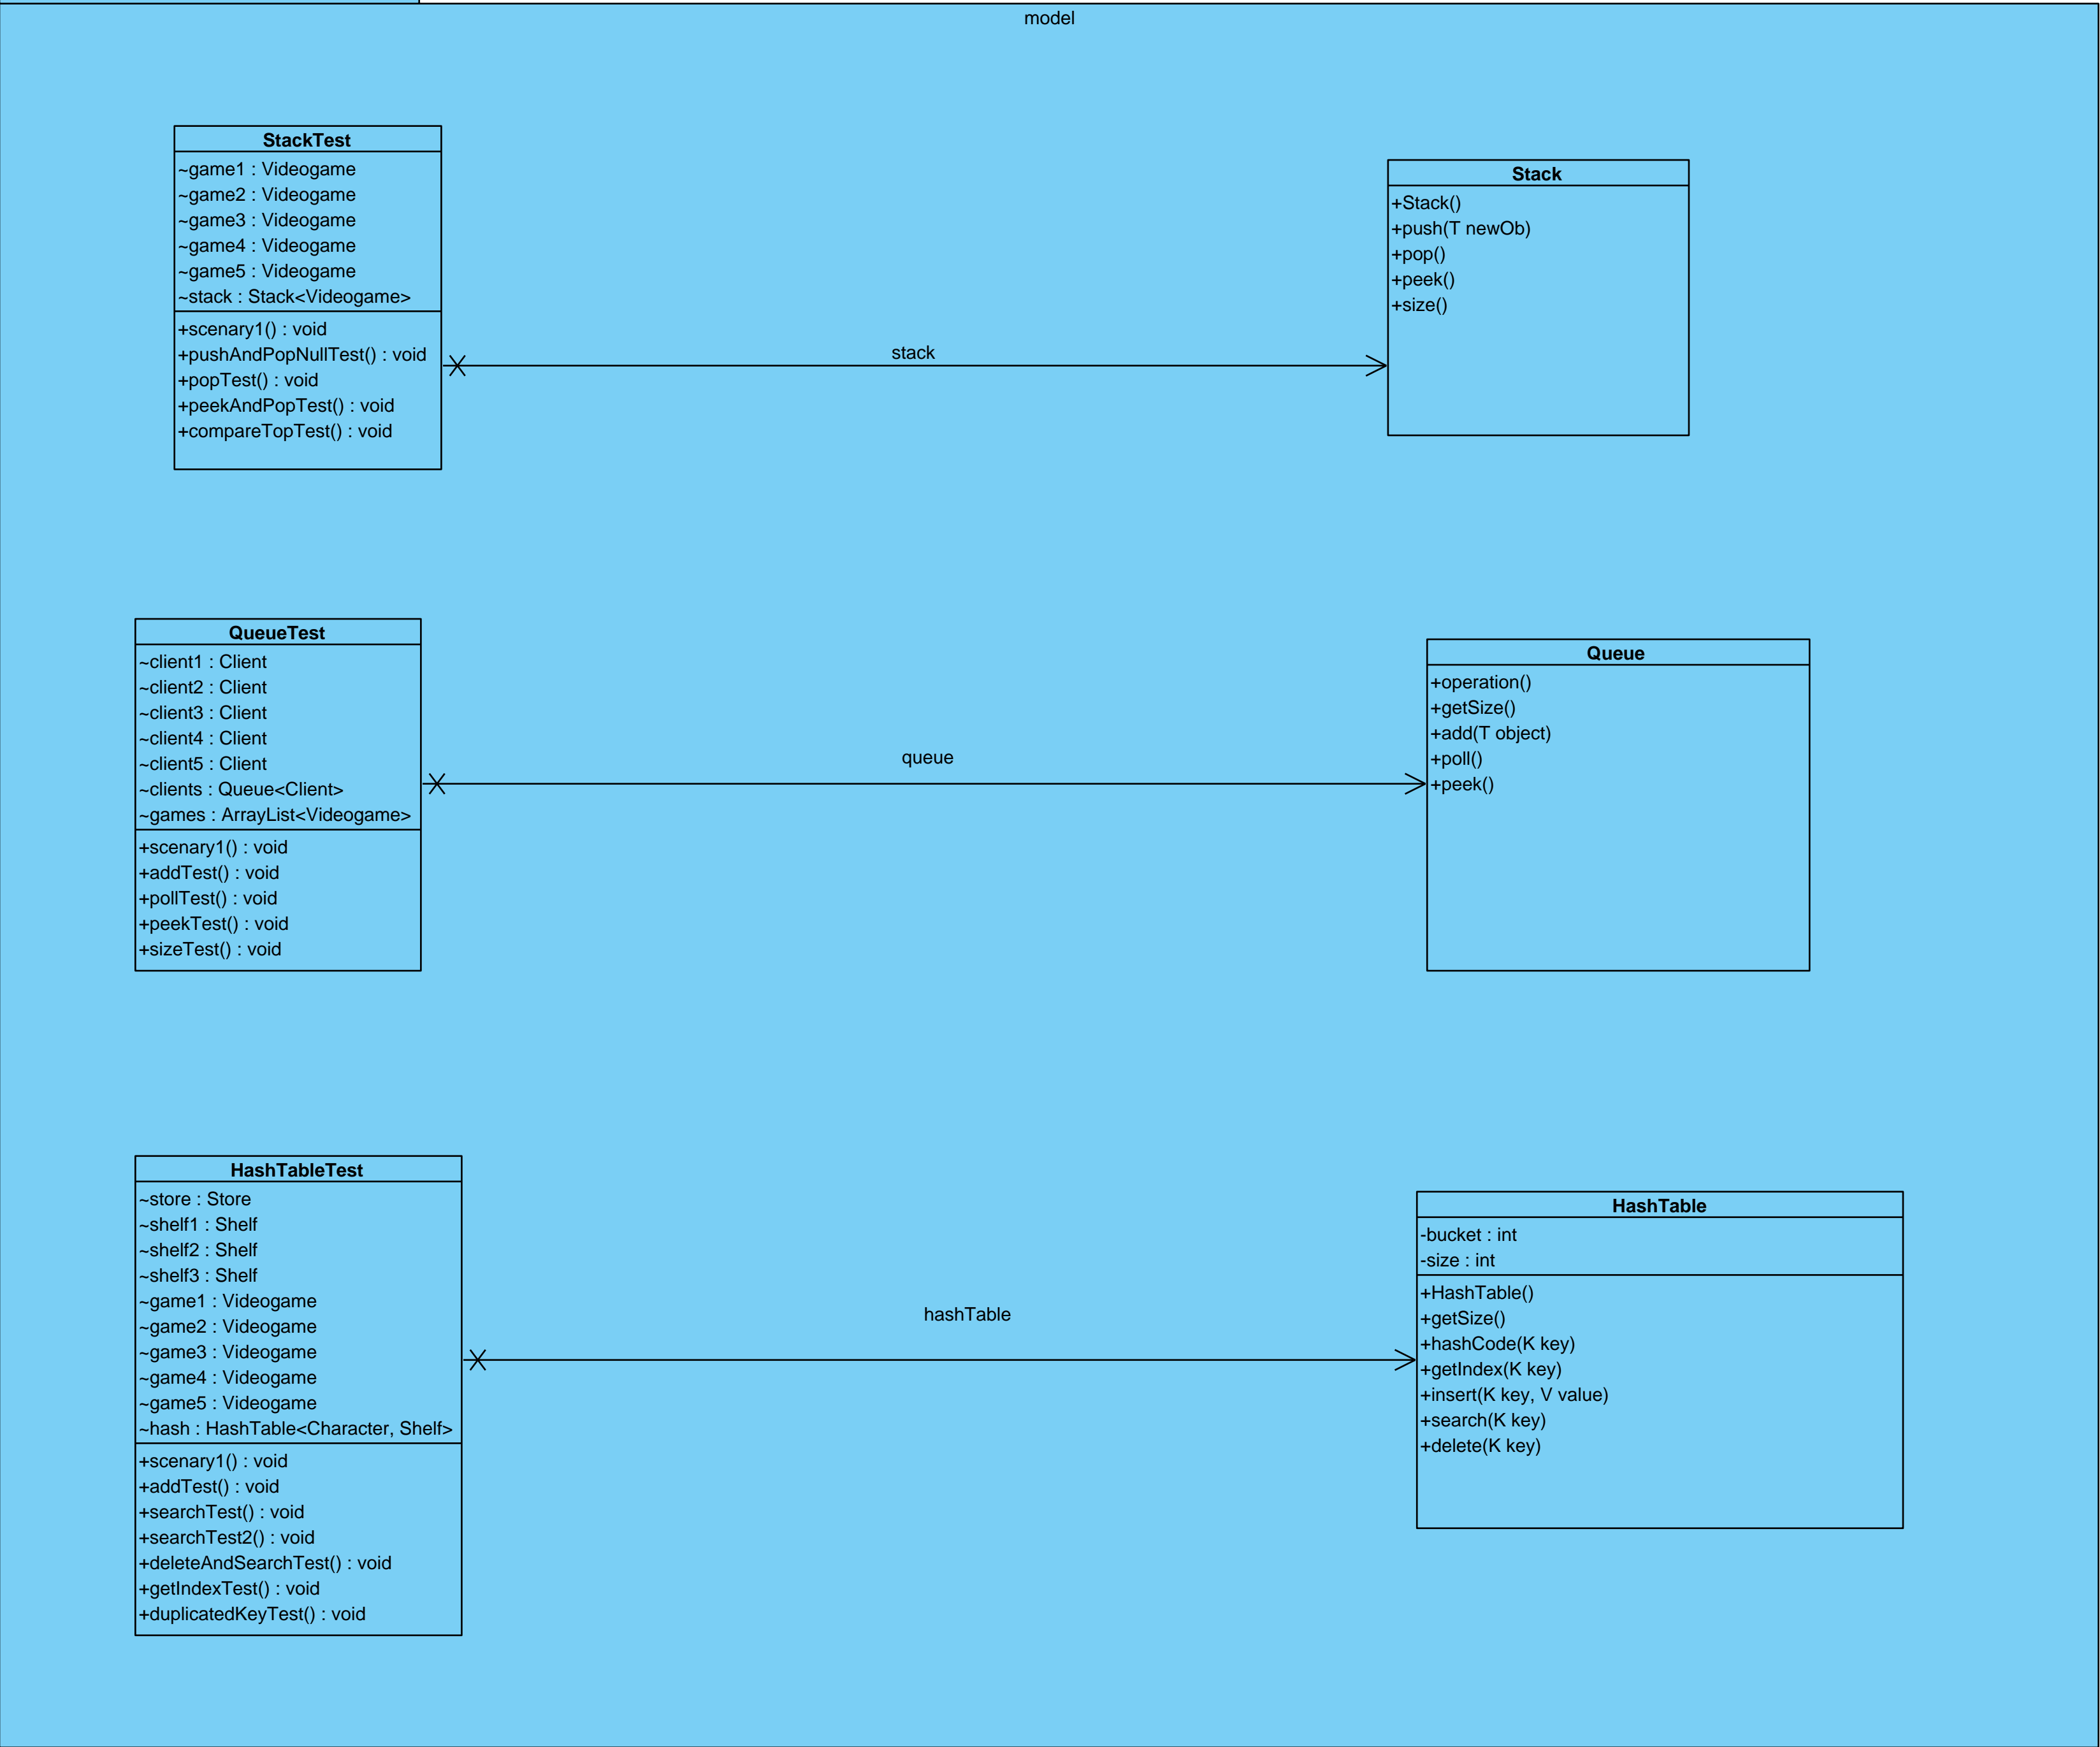 model
StackTest
~game1 : Videogame
~game2 : Videogame
~game3 : Videogame
~game4 : Videogame
~game5 : Videogame
~stack : Stack<Videogame>
+scenary1() : void
+pushAndPopNullTest() : void
+popTest() : void
+peekAndPopTest() : void
+compareTopTest() : void
stack
Stack
+Stack()
+push(T newOb)
+pop()
+peek()
+size()
QueueTest
~client1 : Client
~client2 : Client
~client3 : Client
~client4 : Client
~client5 : Client
~clients : Queue<Client>
~games : ArrayList<Videogame>
+scenary1() : void
+addTest() : void
+pollTest() : void
+peekTest() : void
+sizeTest() : void
queue
Queue
+operation()
+getSize()
+add(T object)
+poll()
+peek()
HashTableTest
~store : Store
~shelf1 : Shelf
~shelf2 : Shelf
~shelf3 : Shelf
~game1 : Videogame
~game2 : Videogame
~game3 : Videogame
~game4 : Videogame
~game5 : Videogame
~hash : HashTable<Character, Shelf>
+scenary1() : void
+addTest() : void
+searchTest() : void
+searchTest2() : void
+deleteAndSearchTest() : void
+getIndexTest() : void
+duplicatedKeyTest() : void
hashTable
HashTable
-bucket : int
-size : int
+HashTable()
+getSize()
+hashCode(K key)
+getIndex(K key)
+insert(K key, V value)
+search(K key)
+delete(K key)